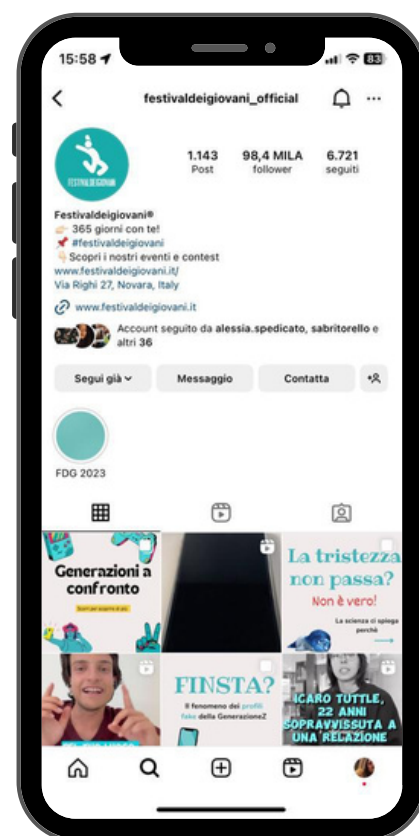 15:58
83
festivaldeigiovani_official
FESTIVALDEIGIOVANI
1.143
98,4 MILA
6.721
Post
follower
seguiti
Festivaldeigiovani®
365 giorni con te!
#festivaldeigiovani
Scopri i nostri eventi e contest
www.festivaldeigiovani.it/
Via Righi 27, Novara, Italy
www.festivaldeigiovani.it
Account seguito da alessia.spedicato, sabritorello e
altri 36
Segui già
Messaggio
Contatta
FDG 2023
Generazioni a
confronto
La tristezza
non passa?
Non è vero!
La scienza ci spiega
perchè
FINSTA?
Il fenomeno dei profili
fake della GenerazioneZ
ICARO TUTTLE,
22 ANNI
SOPRAVVISSUTA A
UNA RELAZIONE